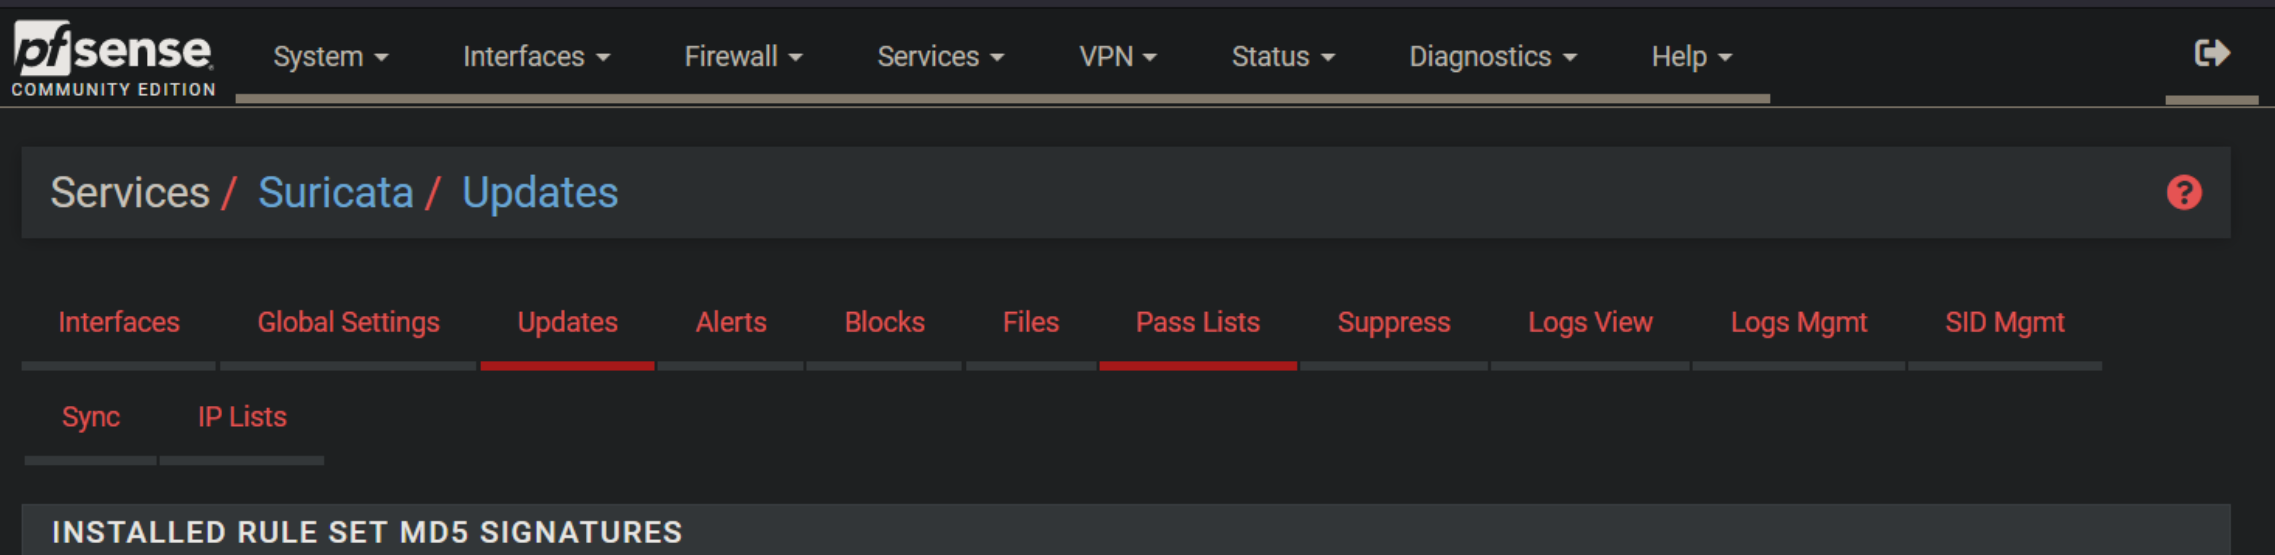 pfsense
COMMUNITY EDITION
System Interfaces Firewall Services VPN Status Diagnostics Help
Services / Suricata / Updates
?
Interfaces Global Settings Updates Alerts Blocks Files Pass Lists Suppress Logs View Logs Mgmt SID Mgmt
Sync IP Lists
INSTALLED RULE SET MD5 SIGNATURES